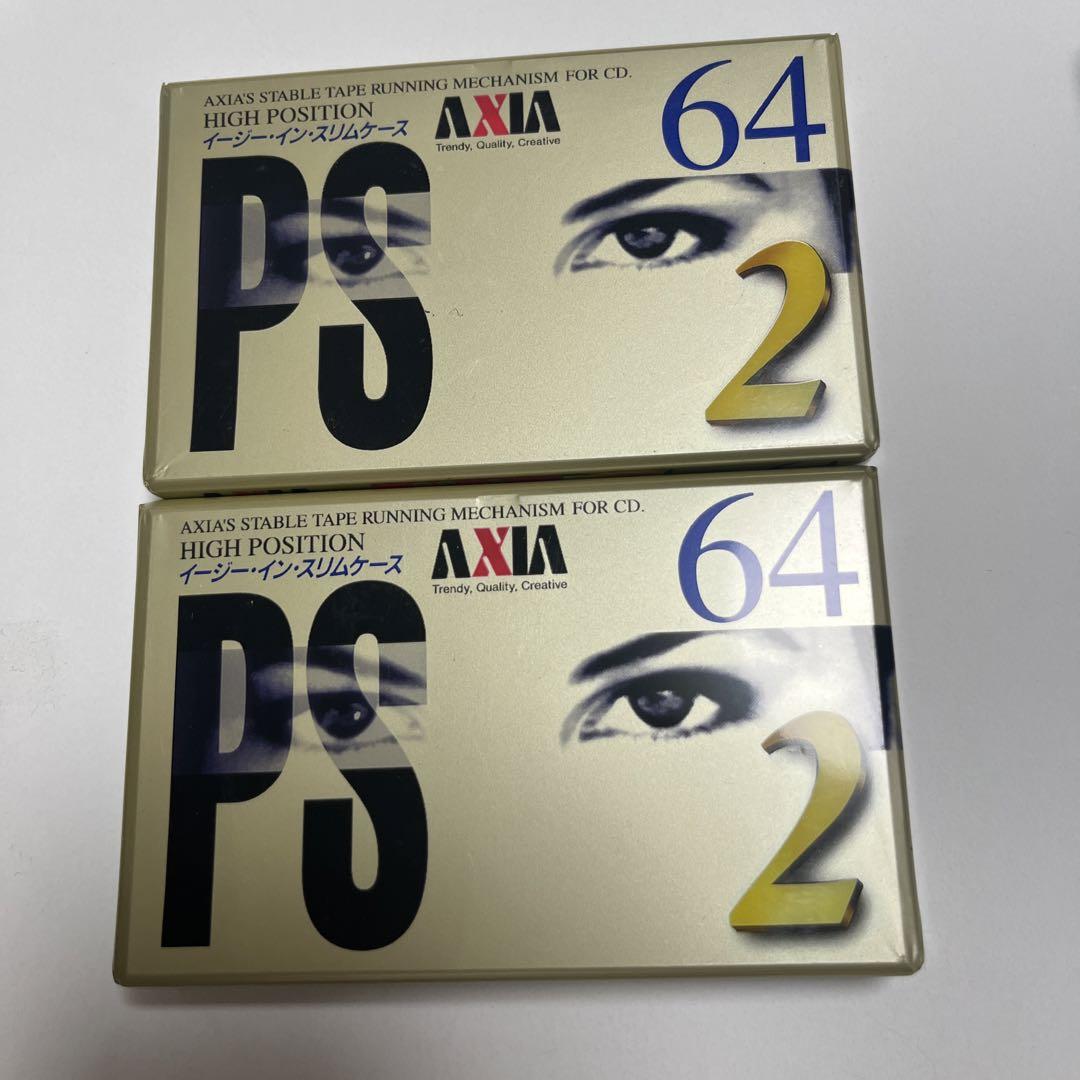 AXIA'S STABLE TAPE RUNNING MECHANISM FOR CD.
HIGH POSITION
イージー・イン・スリムケース
AXIA
Trendy, Quality, Creative
64
PS
2
AXIA'S STABLE TAPE RUNNING MECHANISM FOR CD.
HIGH POSITION
イージー・イン・スリムケース
AXIA
Trendy, Quality, Creative
64
PS
2